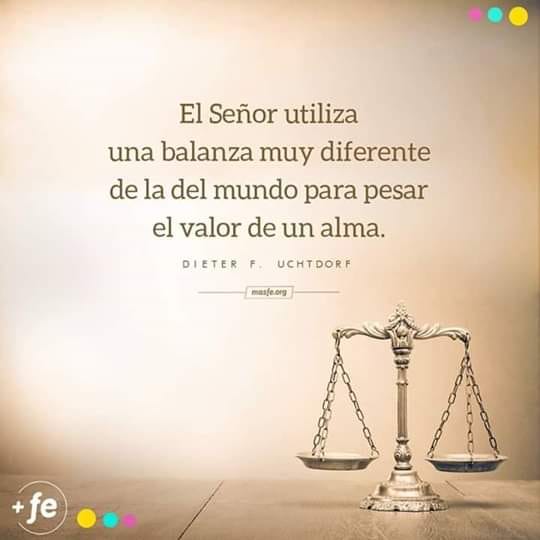 El Señor utiliza
una balanza muy diferente
de la del mundo para pesar
el valor de un alma.
DIETER F. UCHTDORF
masfe.org
+fe